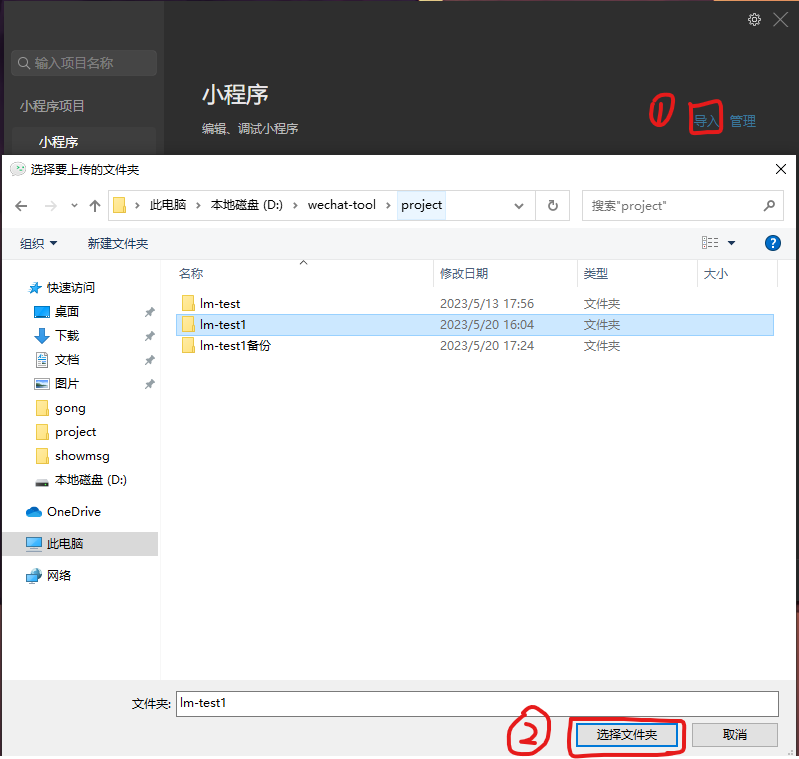 输入项目名称
小程序项目
小程序
小程序
编辑、调试小程序
1
导入 管理
选择要上传的文件夹
此电脑 > 本地磁盘 (D:) > wechat-tool > project
搜索"project"
组织 新建文件夹
名称 修改日期 类型 大小
快速访问
桌面
下载
文档
图片
gong
project
showmsg
本地磁盘 (D:)
OneDrive
此电脑
网络
lm-test 2023/5/13 17:56 文件夹
lm-test1 2023/5/20 16:04 文件夹
lm-test1备份 2023/5/20 17:24 文件夹
文件夹: lm-test1
2
选择文件夹 取消